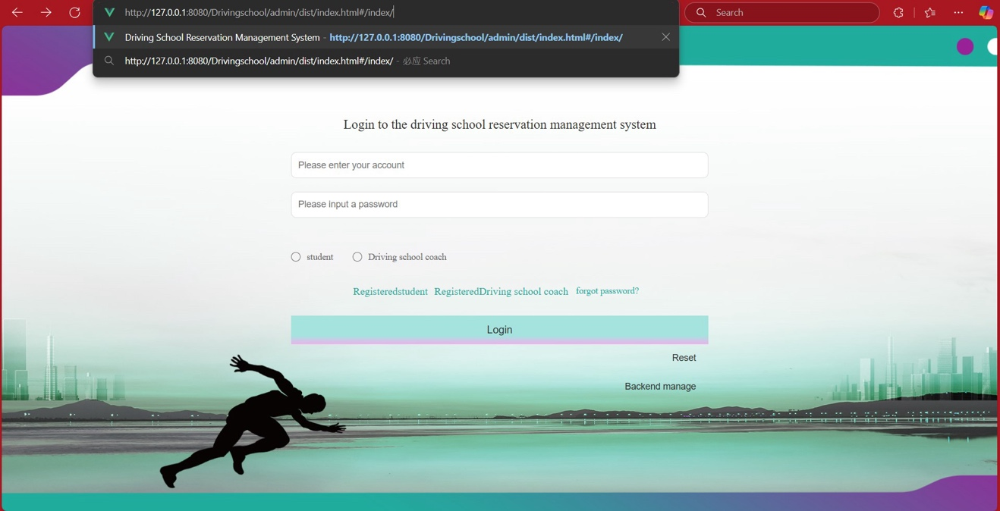 http://127.0.0.1:8080/Drivingschool/admin/dist/index.html#/index/
Search
Driving School Reservation Management System - http://127.0.0.1:8080/Drivingschool/admin/dist/index.html#/index/
http://127.0.0.1:8080/Drivingschool/admin/dist/index.html#/index/ - 必应 Search
Login to the driving school reservation management system
Please enter your account
Please input a password
student Driving school coach
Registeredstudent RegisteredDriving school coach forgot password?
Login
Reset
Backend manage